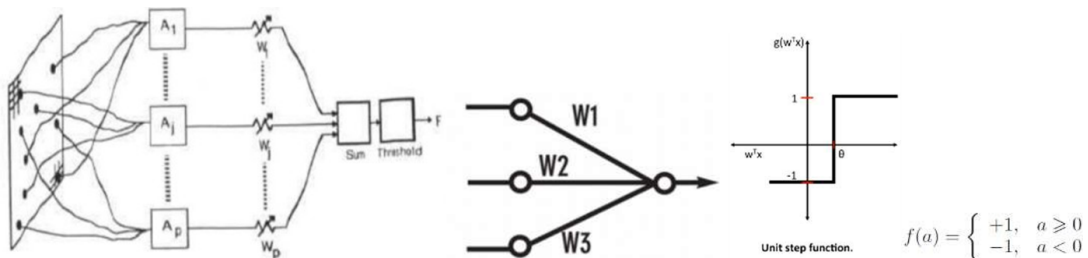 A1
W1
Aj
Wj
Ap
Wp
Sum
Threshold
F
W1
W2
W3
g(wᵀx)
1
wᵀx
θ
-1
Unit step function.
f(a) = { +1, a ⩾ 0
−1, a < 0